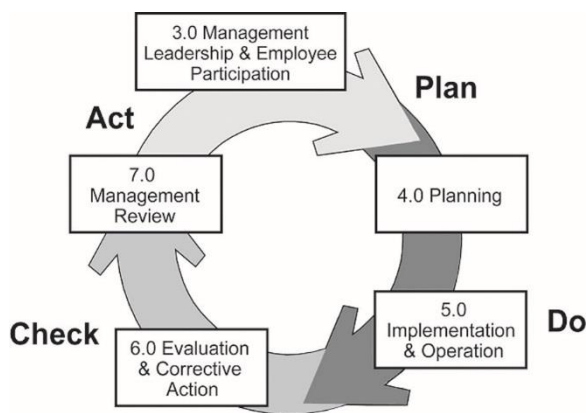 3.0 Management
Leadership & Employee
Participation
Plan
Act
7.0
Management
Review
4.0 Planning
5.0
Implementation
& Operation
Do
Check
6.0 Evaluation
& Corrective
Action